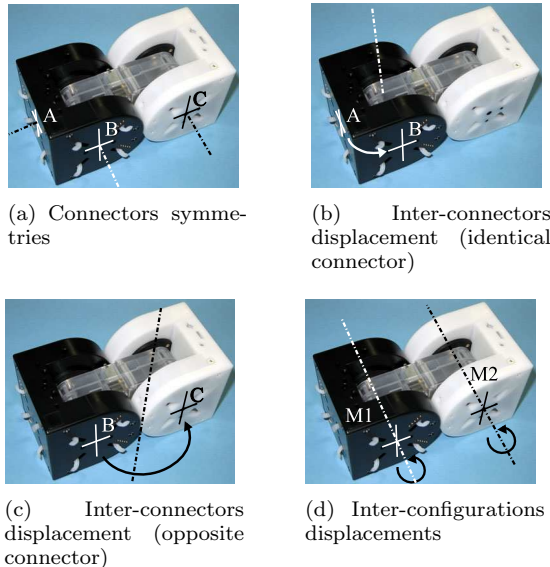 A
B
C
(a) Connectors symme-
tries
A
B
(b) Inter-connectors
displacement (identical
connector)
B
C
(c) Inter-connectors
displacement (opposite
connector)
M1
M2
(d) Inter-configurations
displacements